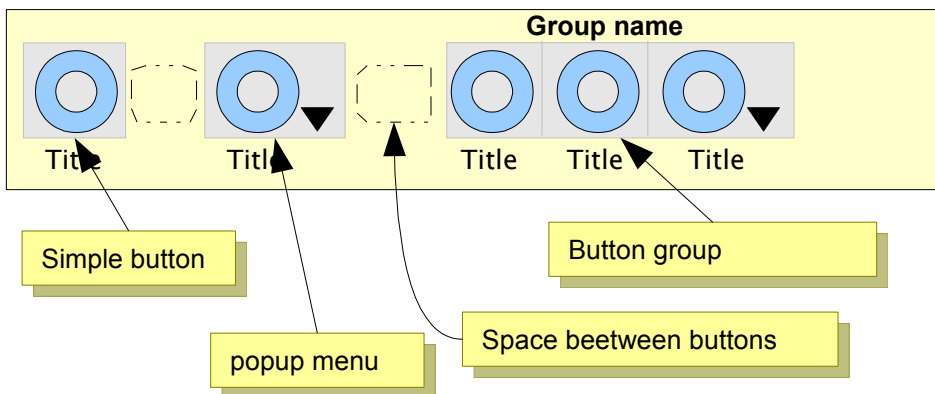 Group name
Title
Title
Title
Title
Title
Simple button
Button group
popup menu
Space beetween buttons